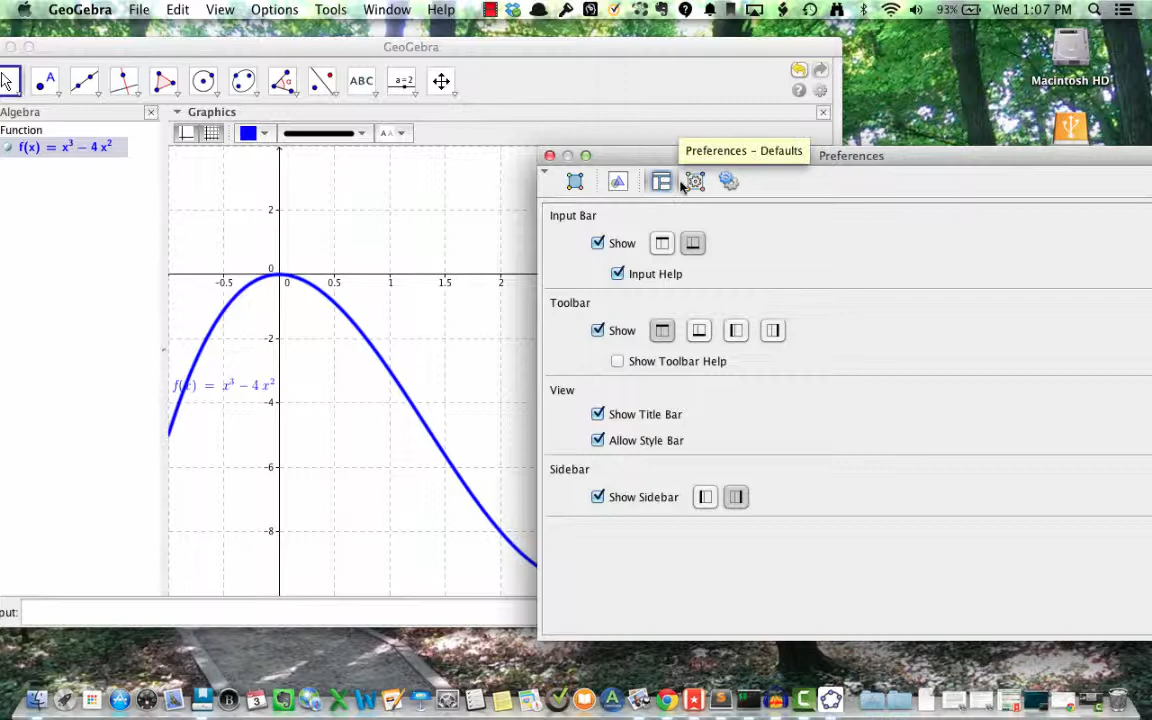 GeoGebra File Edit View Options Tools Window Help 93% Wed 1:07 PM
GeoGebra
Macintosh HD
A ABC a=2
Algebra
Graphics
Function
f(x) = x³ − 4 x²
AA
Preferences – Defaults
Preferences
Input Bar
Show
Input Help
Toolbar
Show
Show Toolbar Help
View
Show Title Bar
Allow Style Bar
Sidebar
Show Sidebar
2
0
-0.5 0 0.5 1 1.5 2
-2
f(x) = x³ − 4 x²
-4
-6
-8
put: